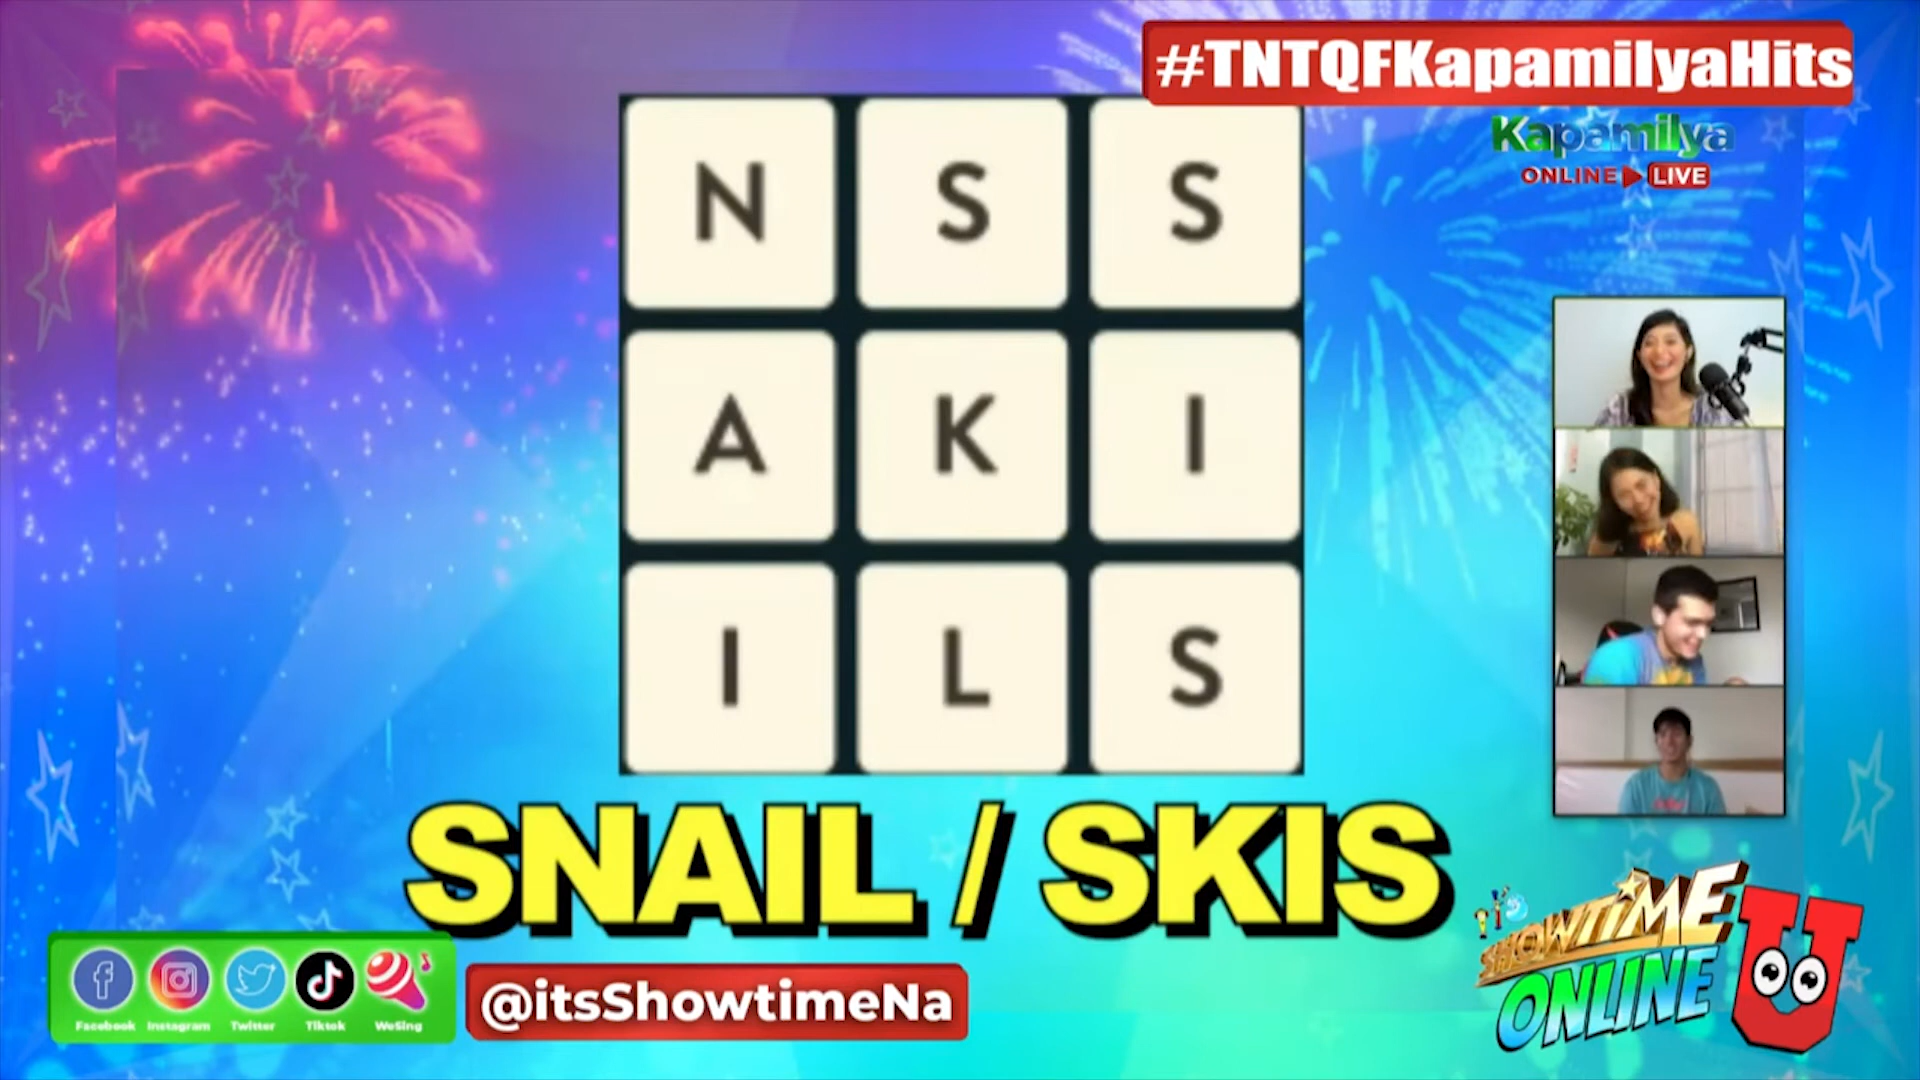 #TNTQFKapamilyaHits
Kapamilya
ONLINE LIVE
N S S
A K I
I L S
SNAIL / SKIS
Facebook Instagram Twitter Tiktok WeSing
@itsShowtimeNa
SHOWTIME
ONLINE U